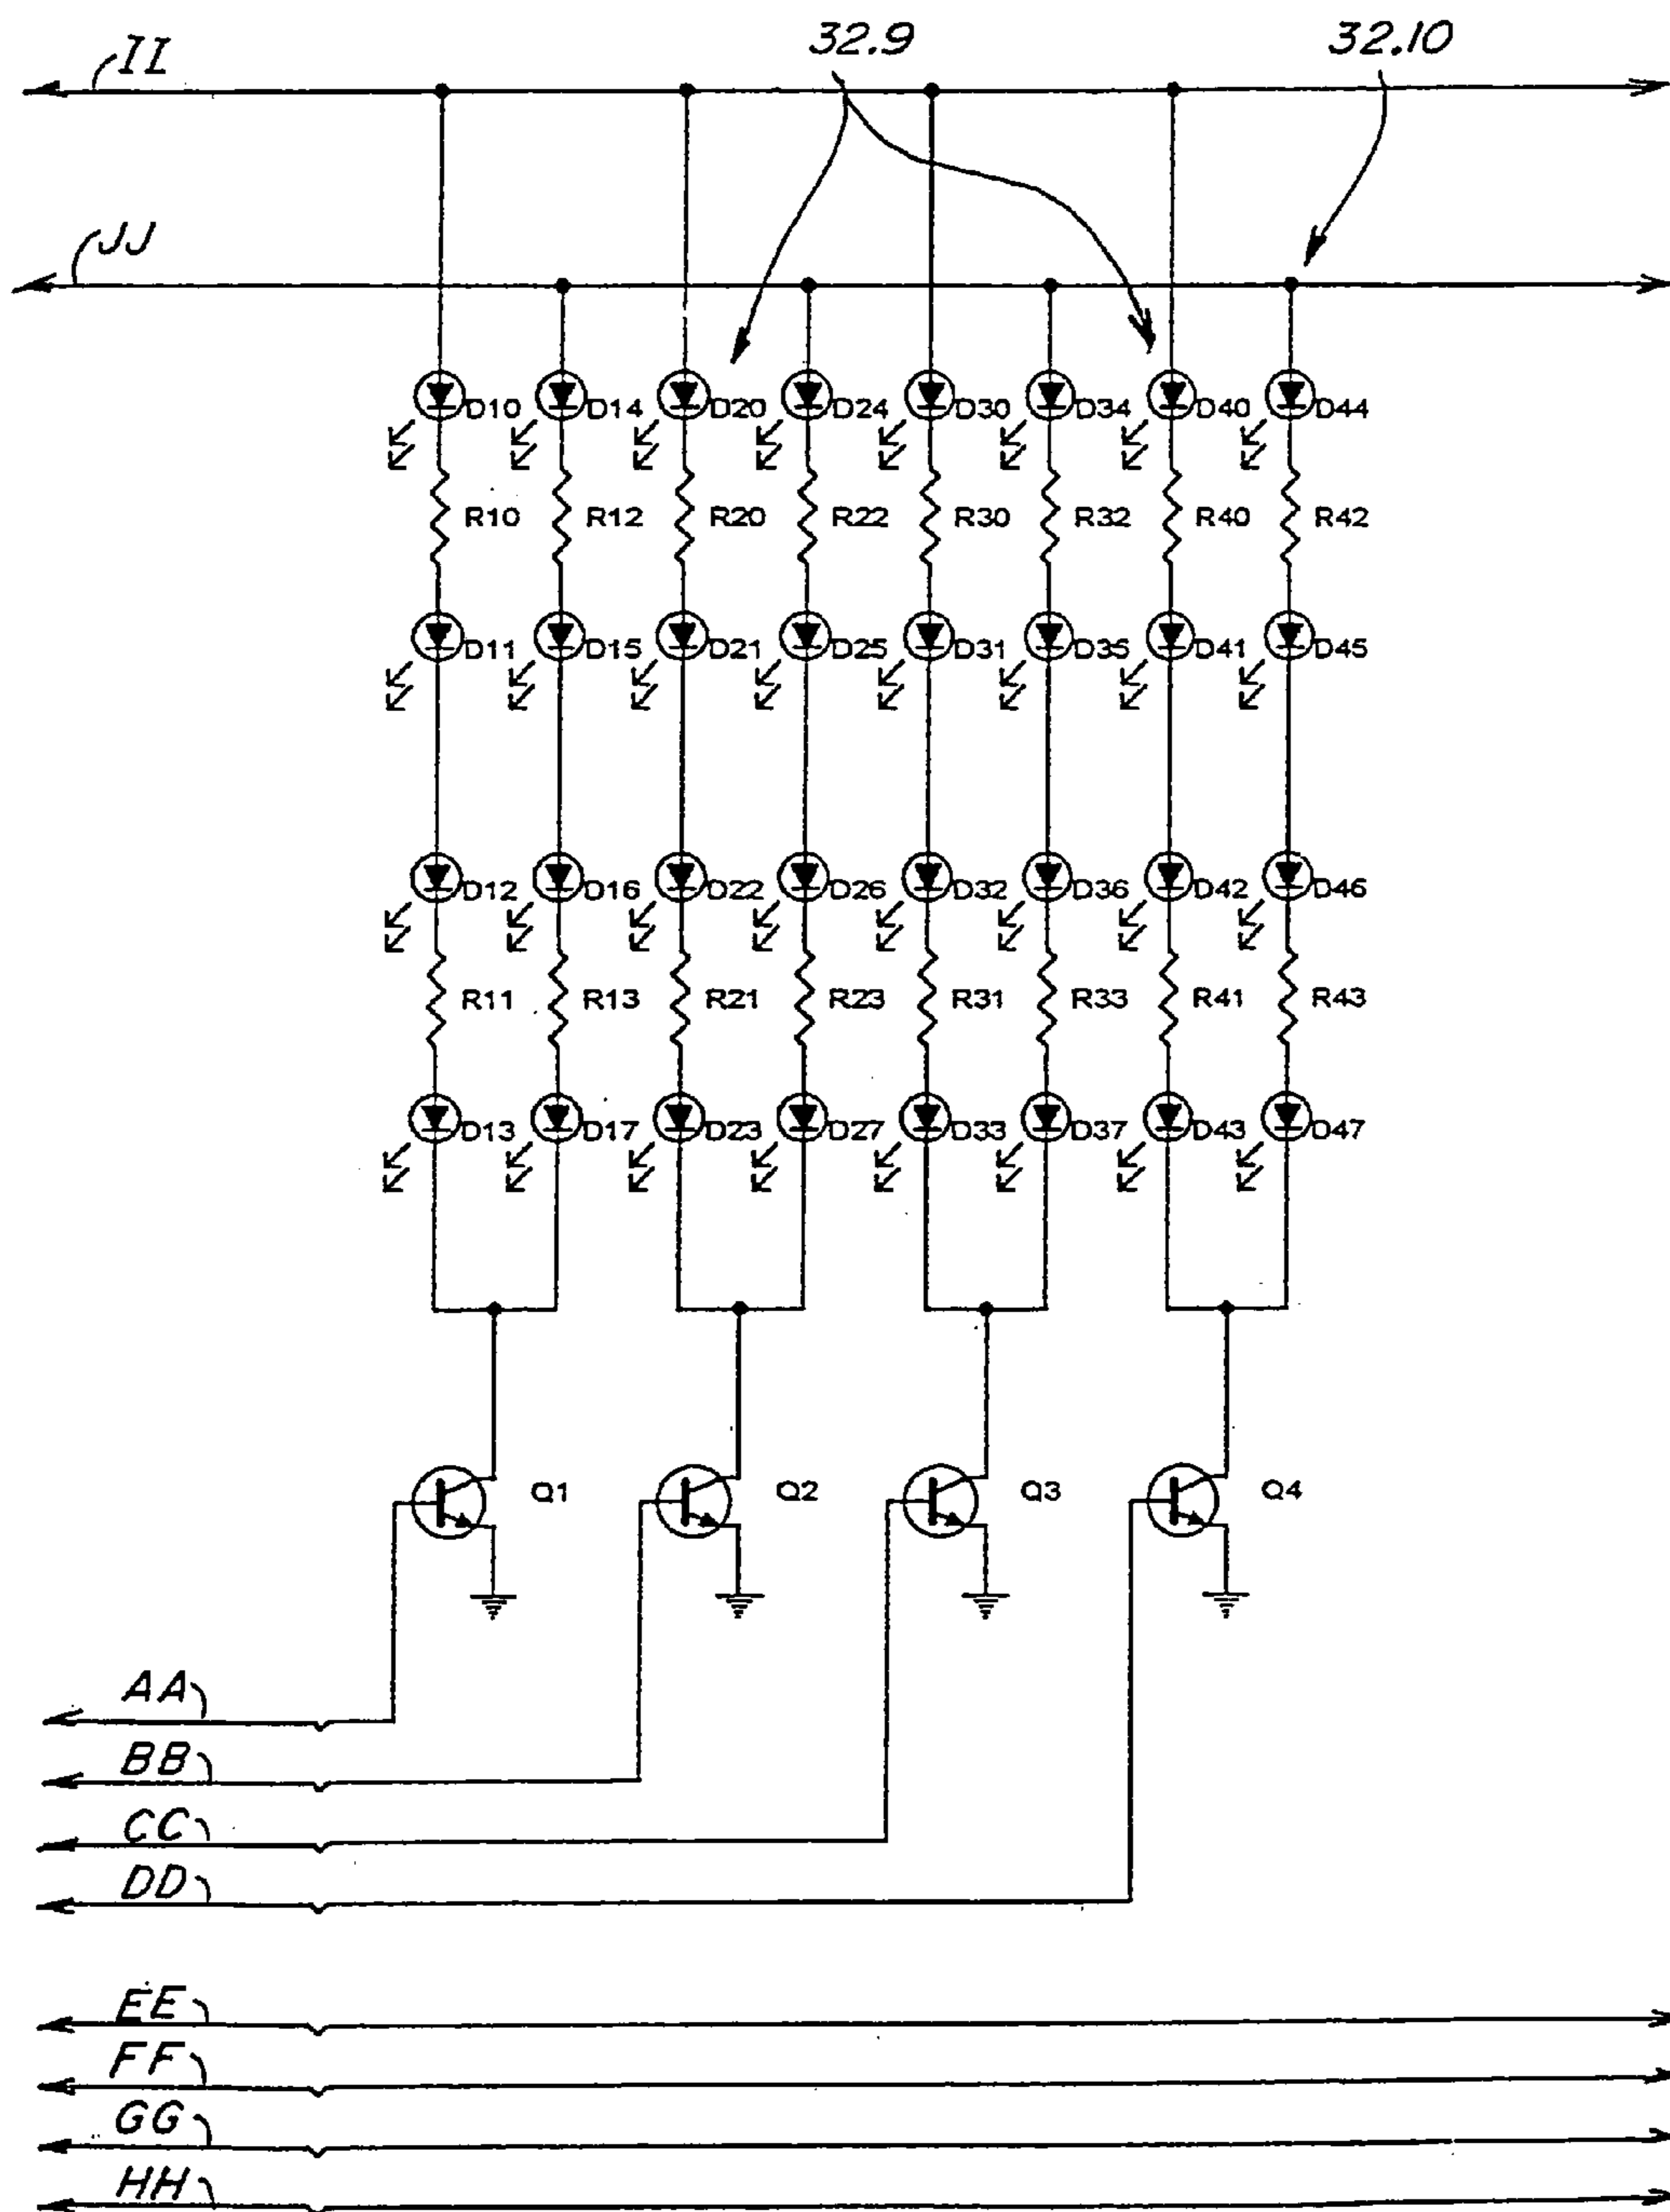 32.9 32.10
II
JJ
D10 D14 D20 D24 D30 D34 D40 D44
R10 R12 R20 R22 R30 R32 R40 R42
D11 D15 D21 D25 D31 D35 D41 D45
D12 D16 D22 D26 D32 D36 D42 D46
R11 R13 R21 R23 R31 R33 R41 R43
D13 D17 D23 D27 D33 D37 D43 D47
Q1 Q2 Q3 Q4
AA
BB
CC
DD
EE
FF
GG
HH